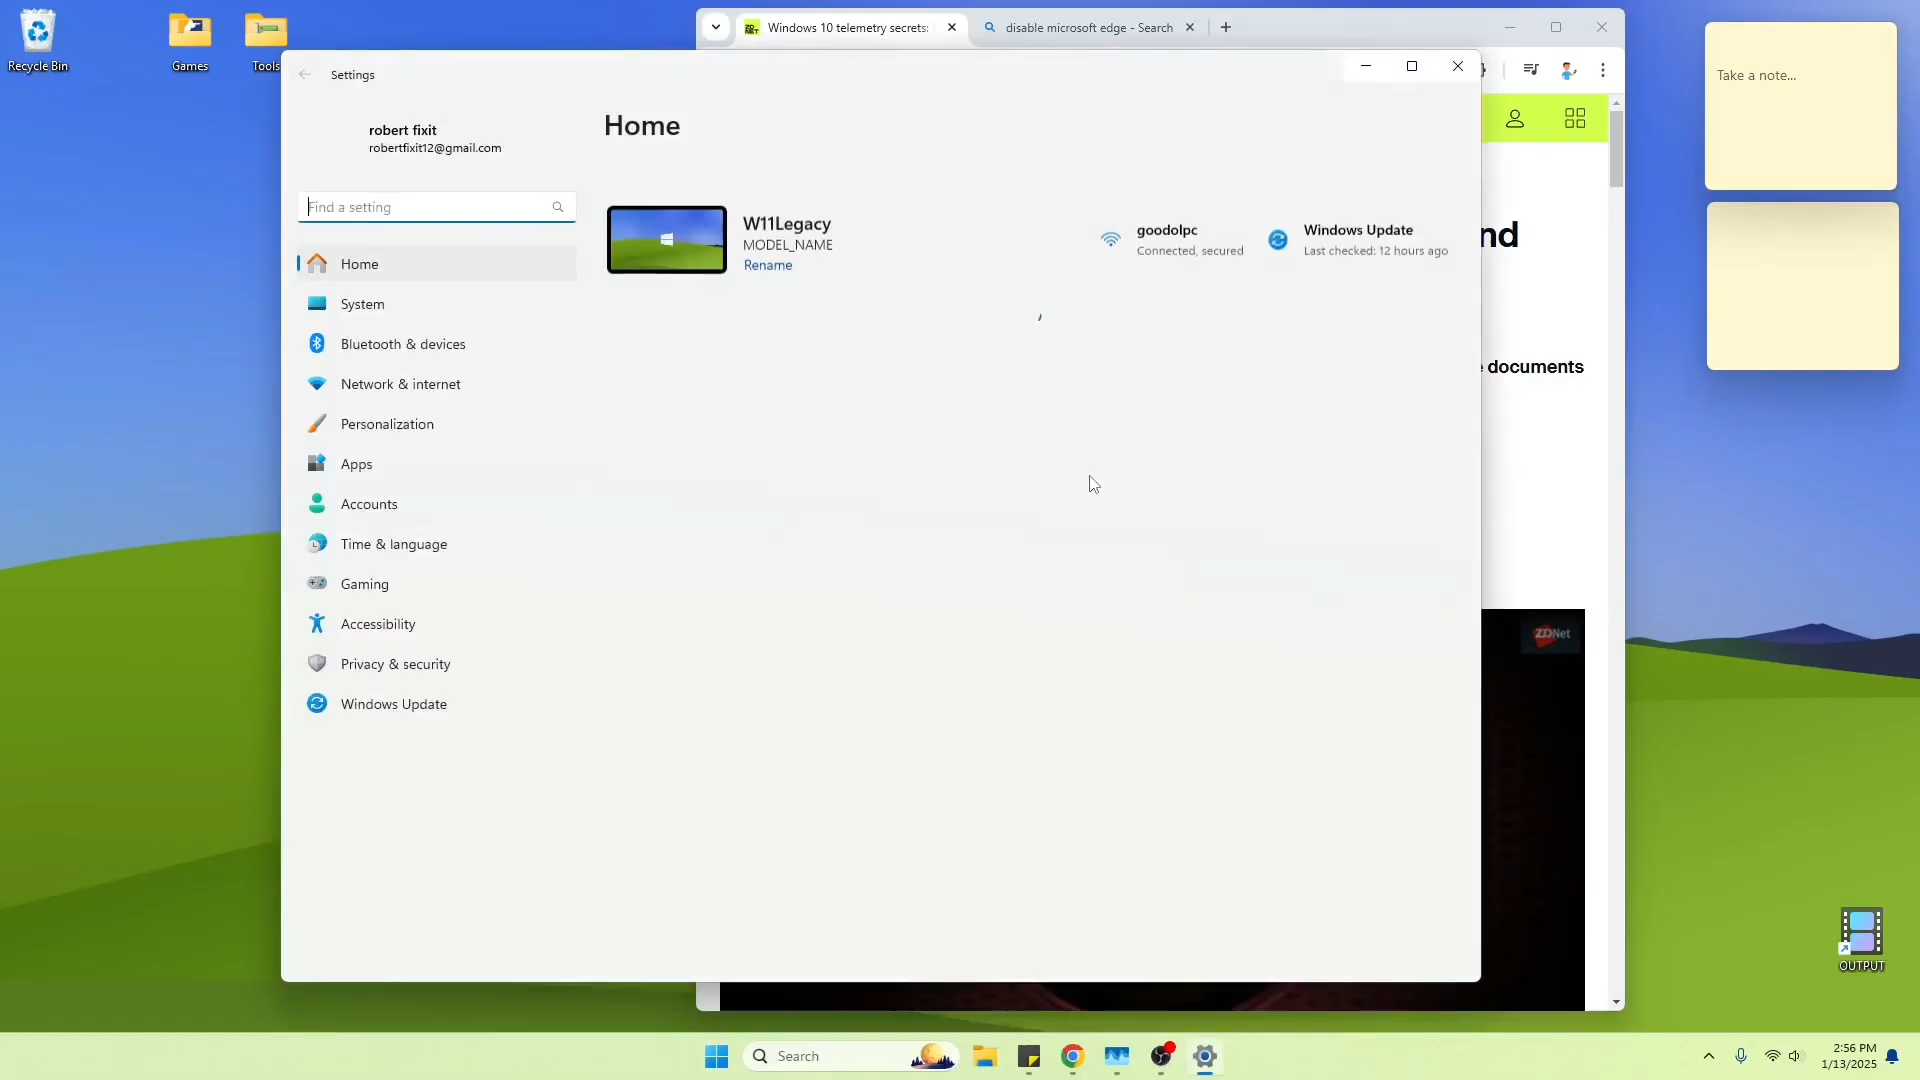 Recycle Bin
Games
Tools
Windows 10 telemetry secrets:
disable microsoft edge - Search
Take a note...
Settings
robert fixit
robertfixit12@gmail.com
Find a setting
Home
System
Bluetooth & devices
Network & internet
Personalization
Apps
Accounts
Time & language
Gaming
Accessibility
Privacy & security
Windows Update
Home
W11Legacy
MODEL_NAME
Rename
goodolpc
Connected, secured
Windows Update
Last checked: 12 hours ago
nd
documents
ZDNet
OUTPUT
Search
2:56 PM
1/13/2025